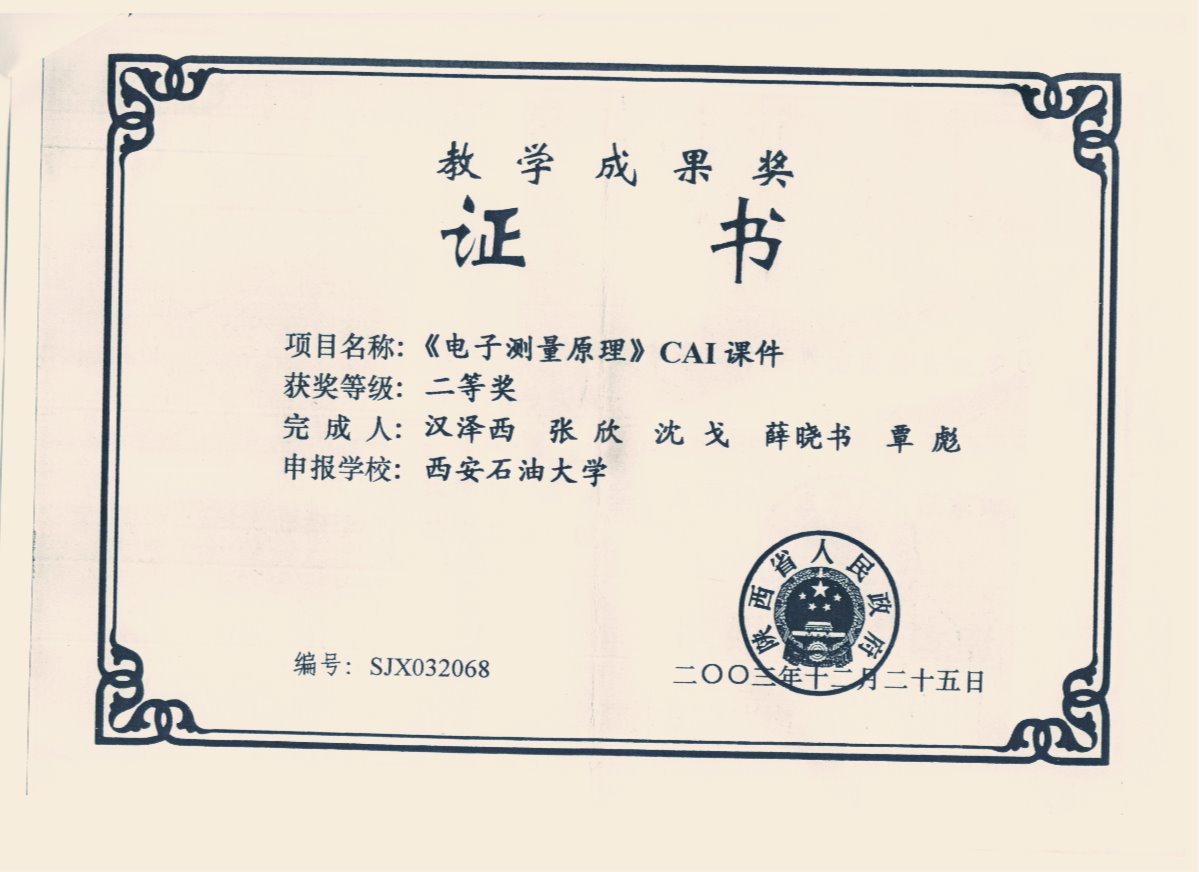 教学成果奖
证书
项目名称：《电子测量原理》CAI 课件
获奖等级：二等奖
完成人：汉泽西 张欣 沈戈 薛晓书 覃彪
申报学校：西安石油大学
陕西省人民政府
编号：SJX032068
二〇〇三年十二月二十五日